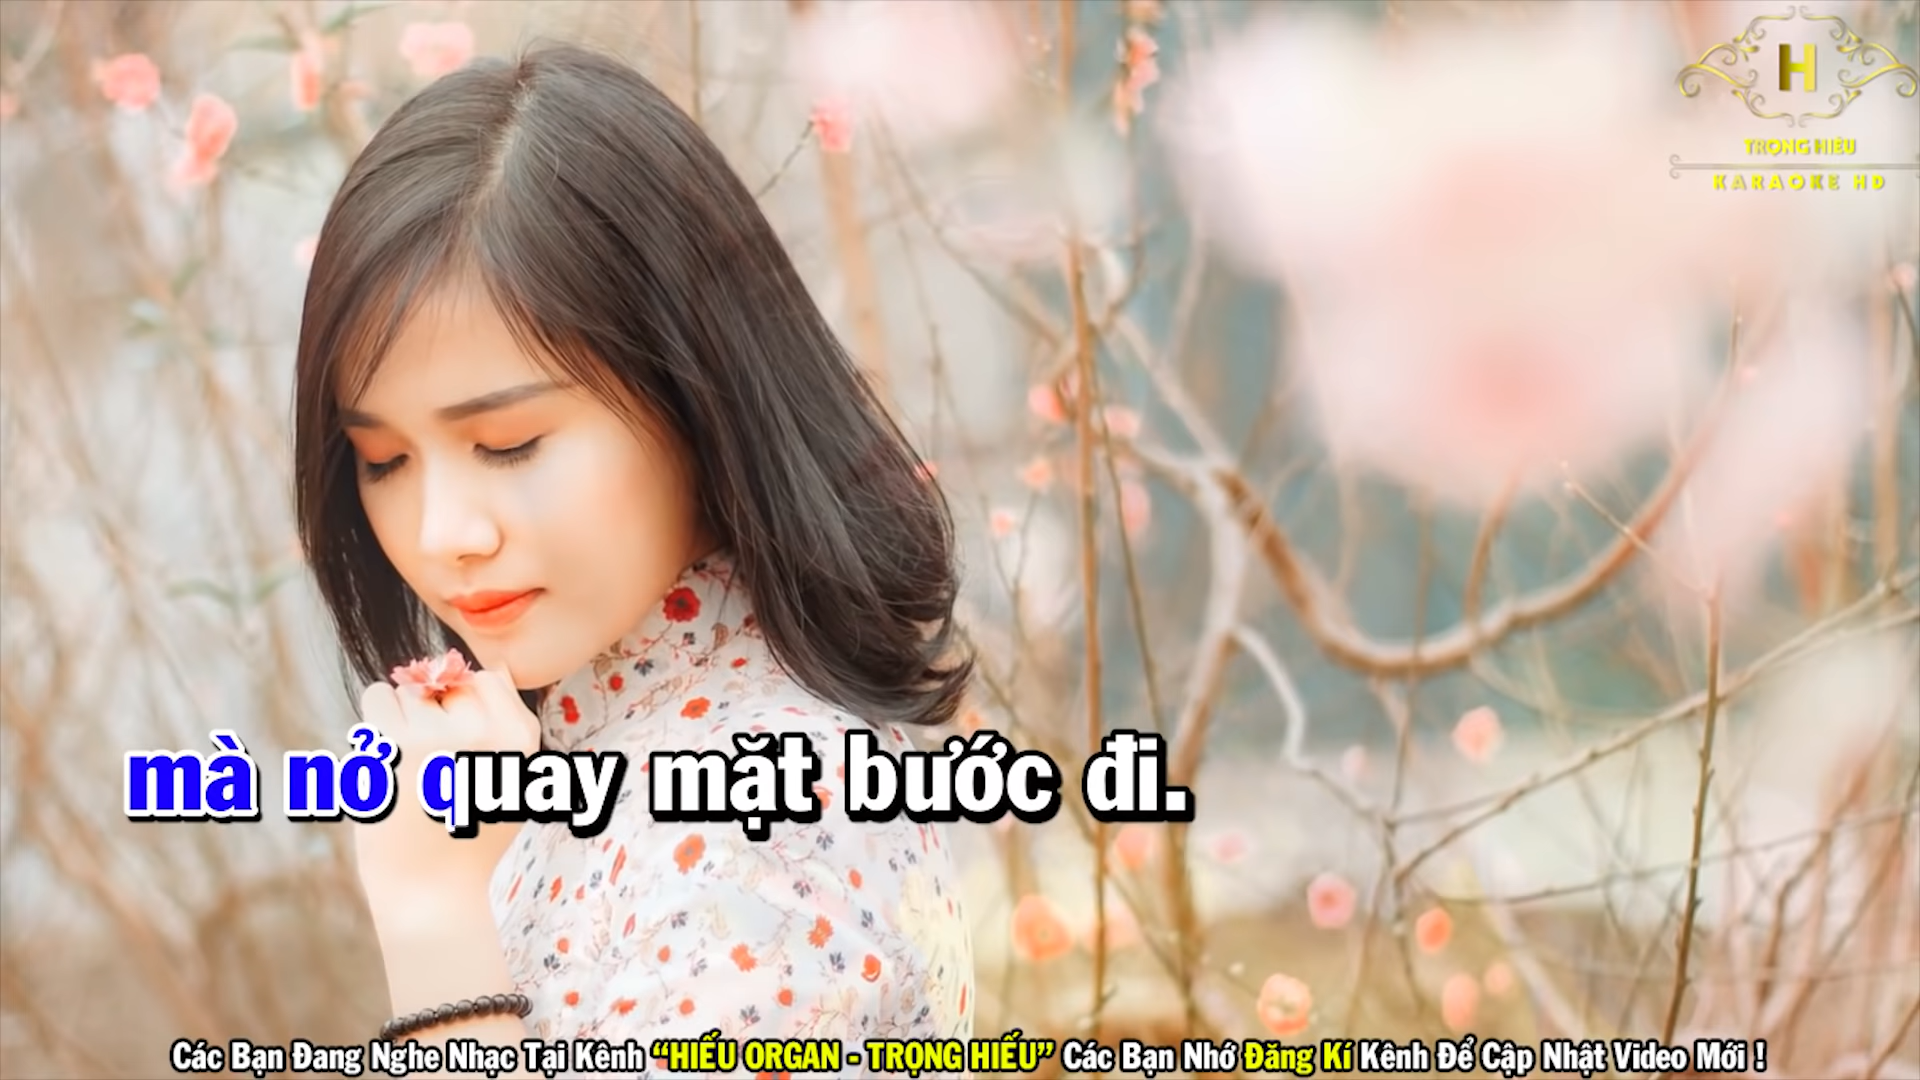 H
TRỌNG HIẾU
KARAOKE HD
mà nở quay mặt bước đi.
Các Bạn Đang Nghe Nhạc Tại Kênh “HIẾU ORGAN - TRỌNG HIẾU” Các Bạn Nhớ Đăng Kí Kênh Để Cập Nhật Video Mới !